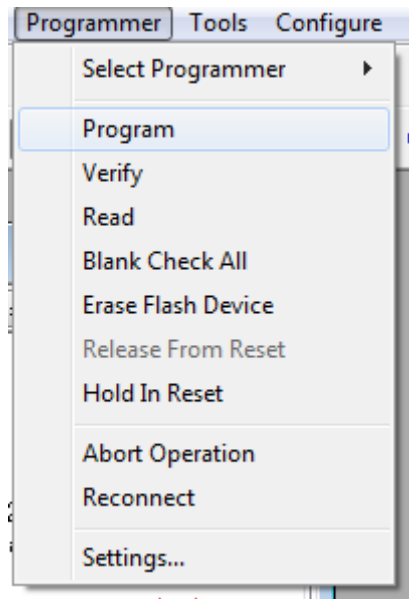 Programmer Tools Configure
Select Programmer
Program
Verify
Read
Blank Check All
Erase Flash Device
Release From Reset
Hold In Reset
Abort Operation
Reconnect
Settings...